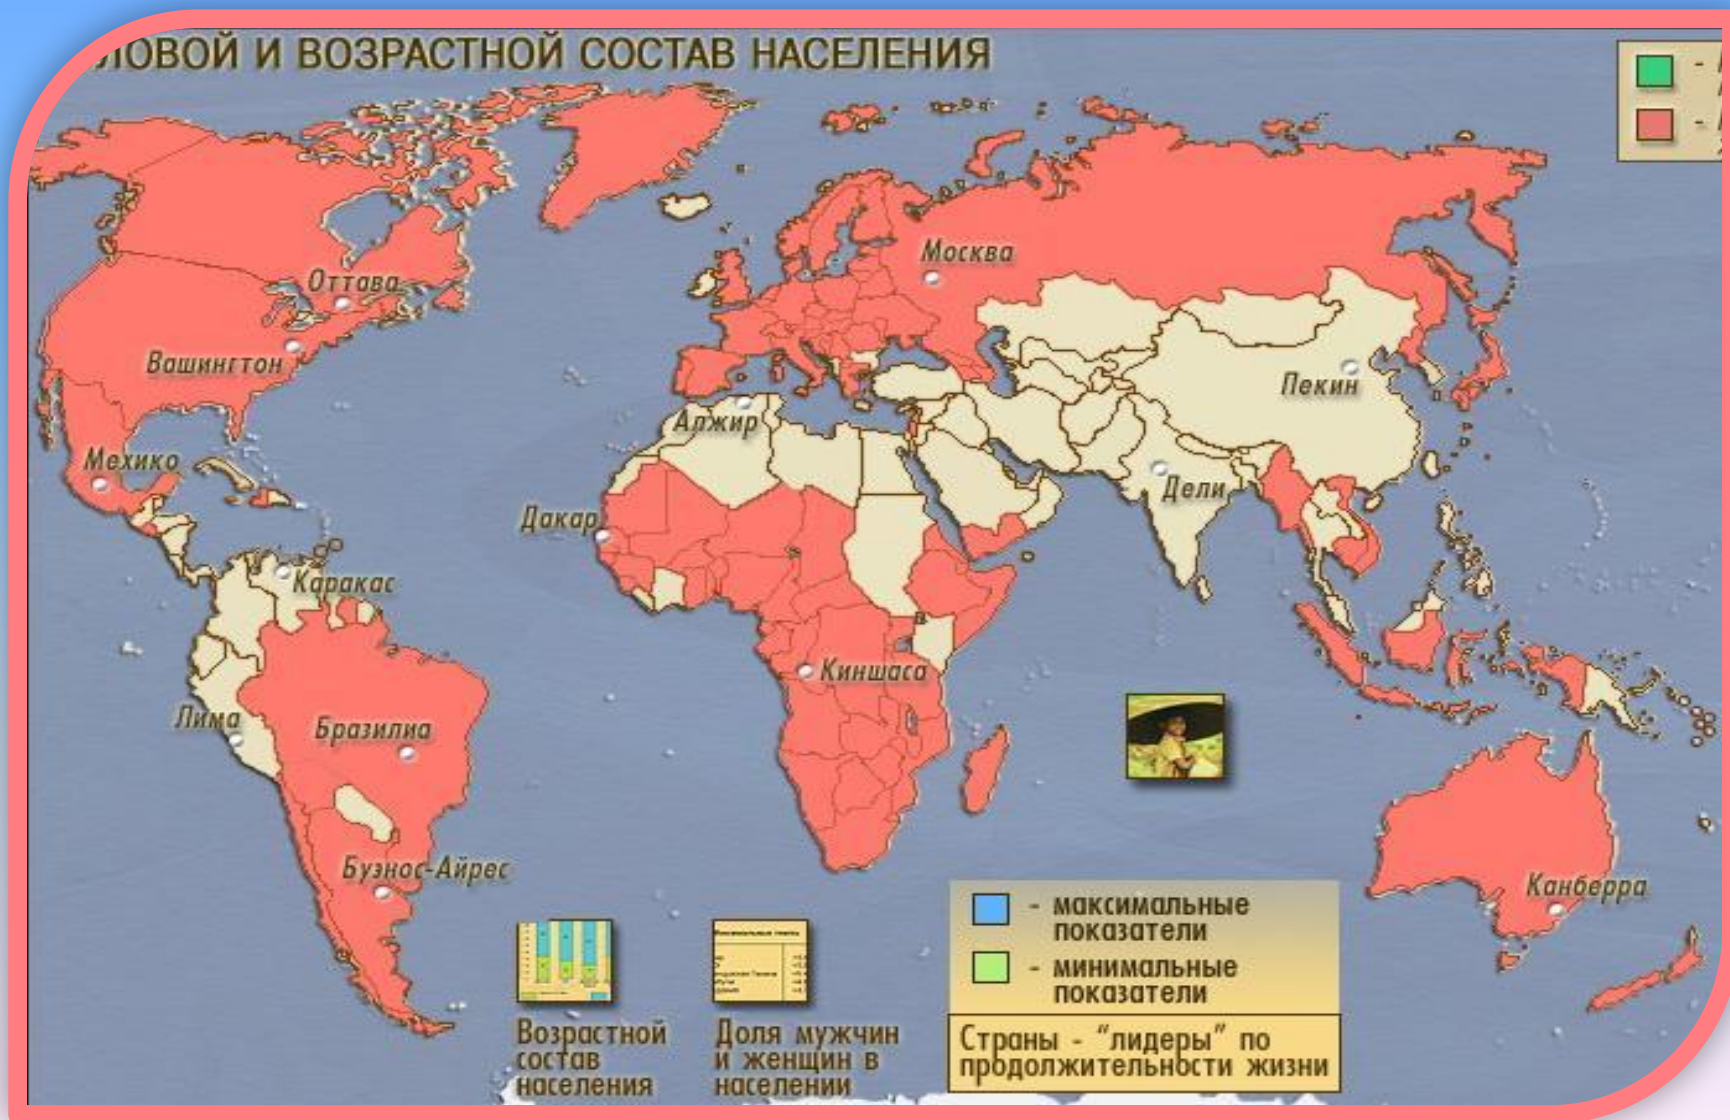 ЛОВОЙ И ВОЗРАСТНОЙ СОСТАВ НАСЕЛЕНИЯ
-
-
Москва
Оттава
Вашингтон
Пекин
Алжир
Мехико
Дели
Дакар
Каракас
Киншаса
Лима
Бразилиа
Буэнос-Айрес
Канберра
- максимальные
показатели
- минимальные
показатели
Страны - “лидеры” по
продолжительности жизни
Возрастной
состав
населения
Доля мужчин
и женщин в
населении